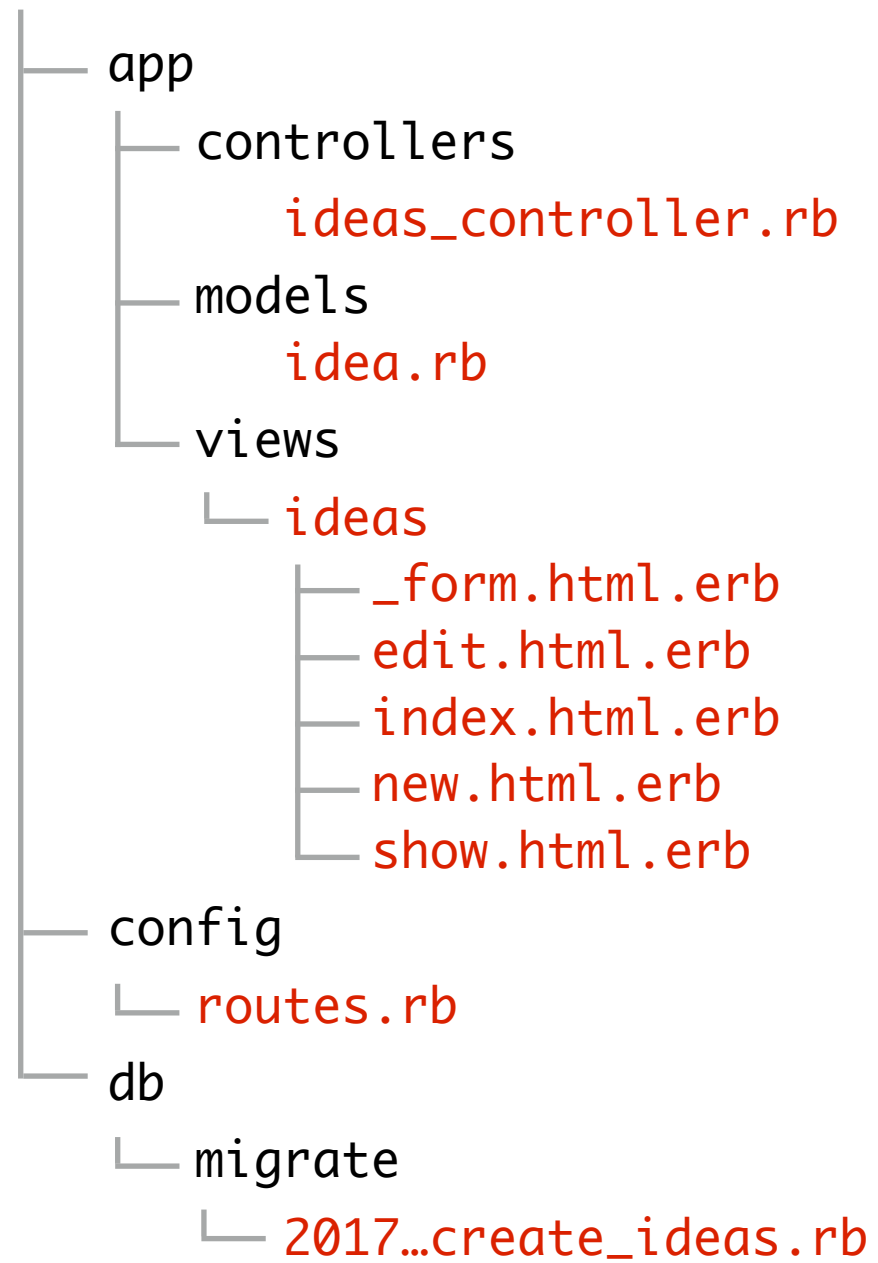 app
controllers
ideas_controller.rb
models
idea.rb
views
ideas
_form.html.erb
edit.html.erb
index.html.erb
new.html.erb
show.html.erb
config
routes.rb
db
migrate
2017…create_ideas.rb